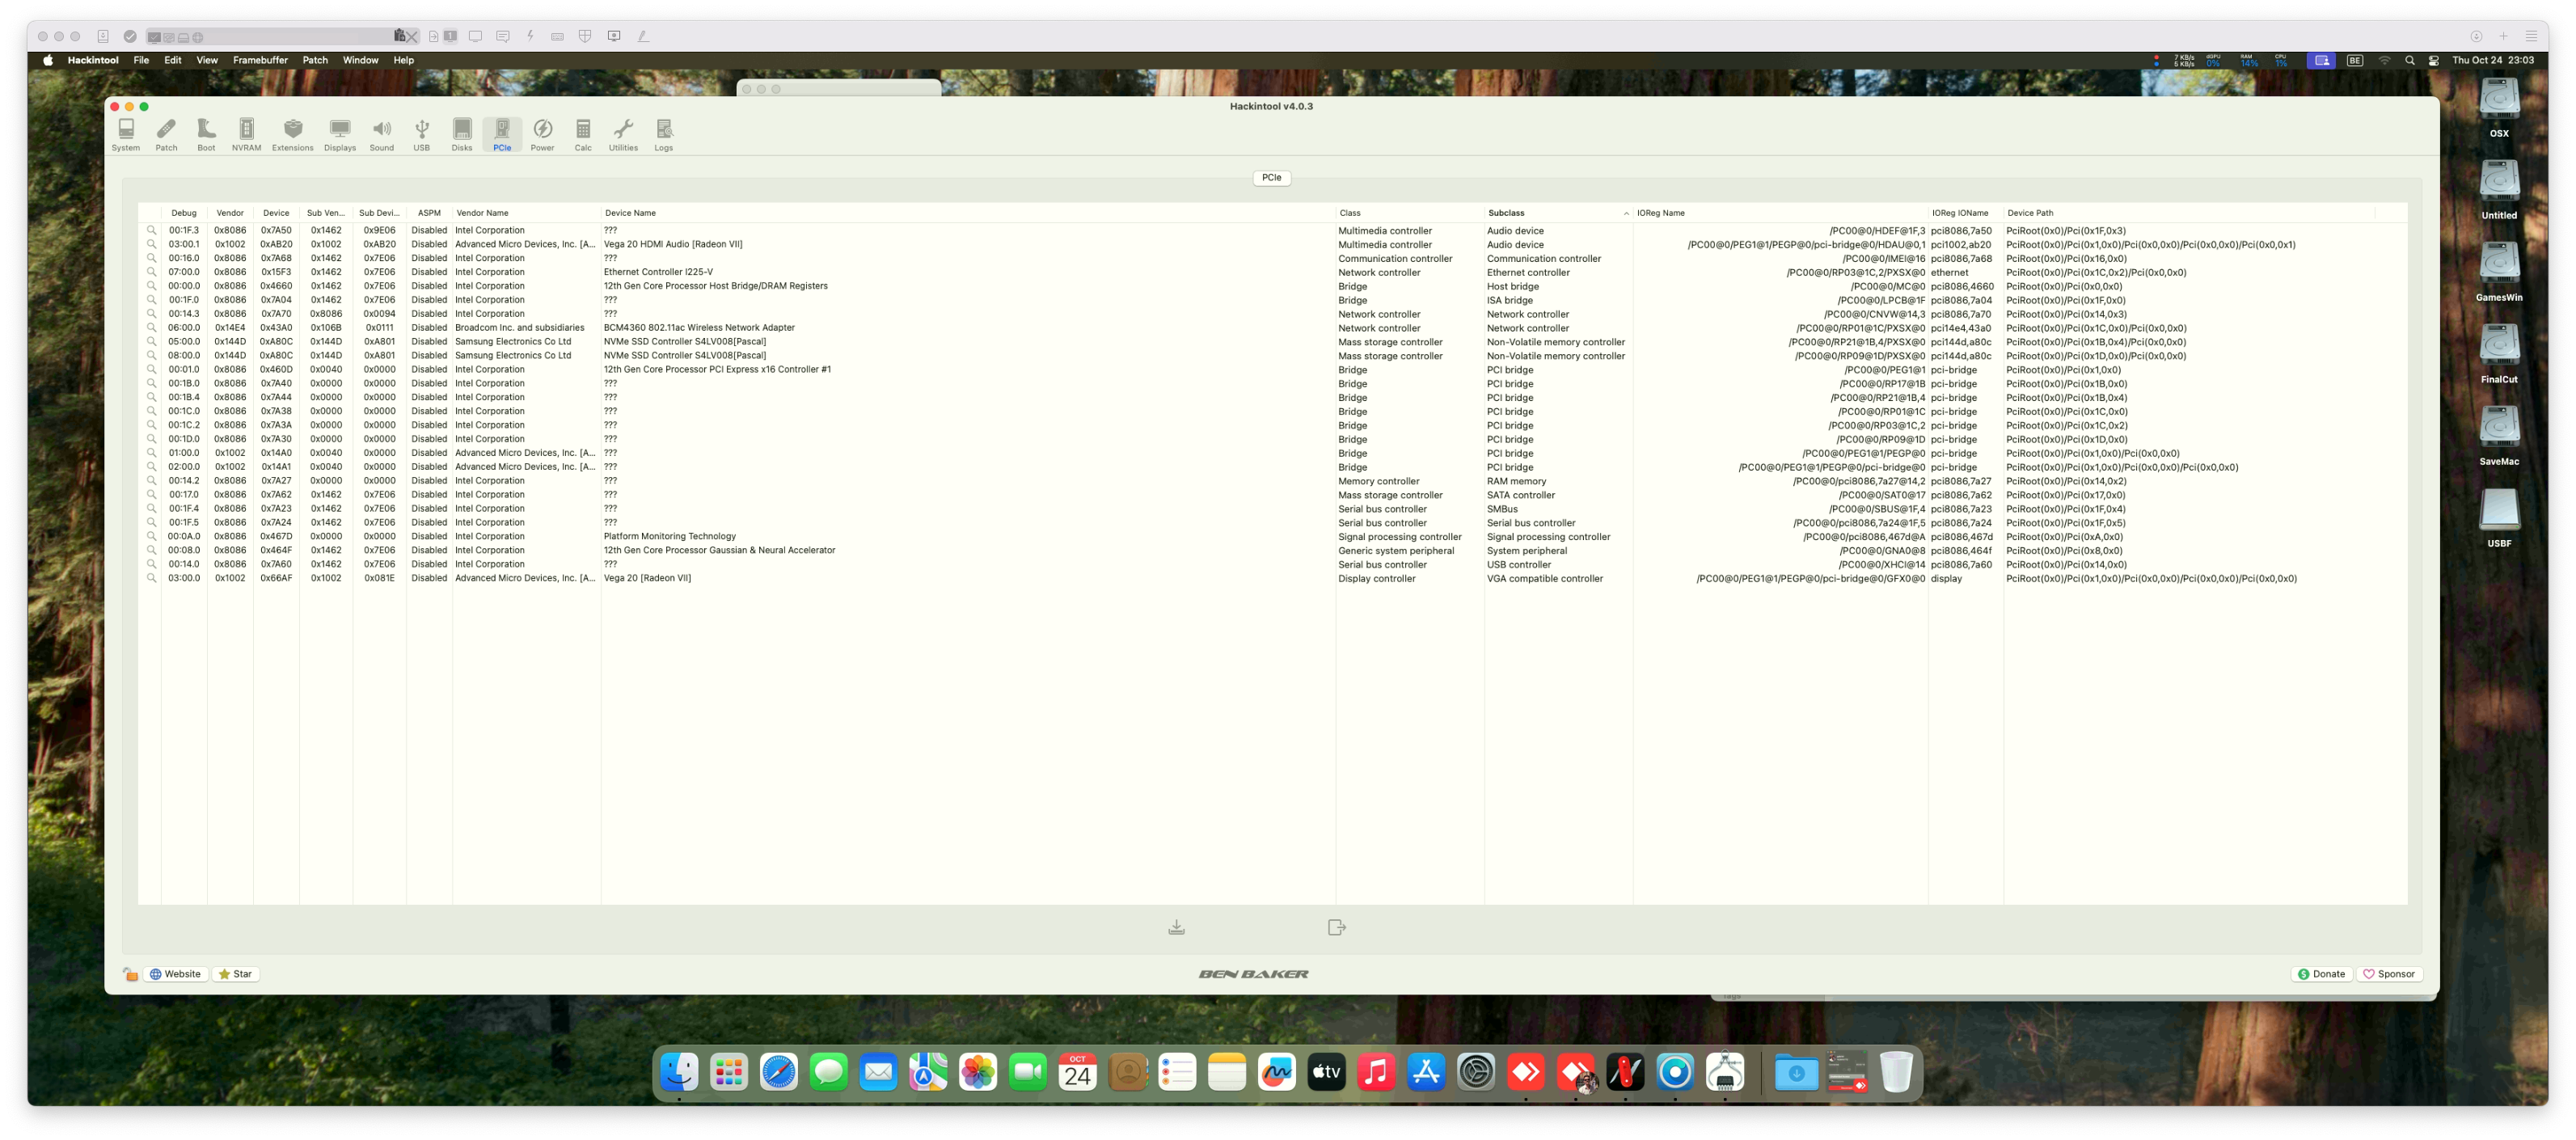 Hackintool File Edit View Framebuffer Patch Window Help 7 KB/s 5 KB/s dGPU 0% RAM 14% CPU 1% BE Thu Oct 24 23:03
Hackintool v4.0.3
System Patch Boot NVRAM Extensions Displays Sound USB Disks PCIe Power Calc Utilities Logs
PCIe
Debug Vendor Device Sub Ven... Sub Devi... ASPM Vendor Name Device Name Class Subclass IOReg Name IOReg IOName Device Path
00:1F.3 0x8086 0x7A50 0x1462 0x9E06 Disabled Intel Corporation ??? Multimedia controller Audio device /PC00@0/HDEF@1F,3 pci8086,7a50 PciRoot(0x0)/Pci(0x1F,0x3)
03:00.1 0x1002 0xAB20 0x1002 0xAB20 Disabled Advanced Micro Devices, Inc. [A... Vega 20 HDMI Audio [Radeon VII] Multimedia controller Audio device /PC00@0/PEG1@1/PEGP@0/pci-bridge@0/HDAU@0,1 pci1002,ab20 PciRoot(0x0)/Pci(0x1,0x0)/Pci(0x0,0x0)/Pci(0x0,0x0)/Pci(0x0,0x1)
00:16.0 0x8086 0x7A68 0x1462 0x7E06 Disabled Intel Corporation ??? Communication controller Communication controller /PC00@0/IMEI@16 pci8086,7a68 PciRoot(0x0)/Pci(0x16,0x0)
07:00.0 0x8086 0x15F3 0x1462 0x7E06 Disabled Intel Corporation Ethernet Controller I225-V Network controller Ethernet controller /PC00@0/RP03@1C,2/PXSX@0 ethernet PciRoot(0x0)/Pci(0x1C,0x2)/Pci(0x0,0x0)
00:00.0 0x8086 0x4660 0x1462 0x7E06 Disabled Intel Corporation 12th Gen Core Processor Host Bridge/DRAM Registers Bridge Host bridge /PC00@0/MC@0 pci8086,4660 PciRoot(0x0)/Pci(0x0,0x0)
00:1F.0 0x8086 0x7A04 0x1462 0x7E06 Disabled Intel Corporation ??? Bridge ISA bridge /PC00@0/LPCB@1F pci8086,7a04 PciRoot(0x0)/Pci(0x1F,0x0)
00:14.3 0x8086 0x7A70 0x8086 0x0094 Disabled Intel Corporation ??? Network controller Network controller /PC00@0/CNVW@14,3 pci8086,7a70 PciRoot(0x0)/Pci(0x14,0x3)
06:00.0 0x14E4 0x43A0 0x106B 0x0111 Disabled Broadcom Inc. and subsidiaries BCM4360 802.11ac Wireless Network Adapter Network controller Network controller /PC00@0/RP01@1C/PXSX@0 pci14e4,43a0 PciRoot(0x0)/Pci(0x1C,0x0)/Pci(0x0,0x0)
05:00.0 0x144D 0xA80C 0x144D 0xA801 Disabled Samsung Electronics Co Ltd NVMe SSD Controller S4LV008[Pascal] Mass storage controller Non-Volatile memory controller /PC00@0/RP21@1B,4/PXSX@0 pci144d,a80c PciRoot(0x0)/Pci(0x1B,0x4)/Pci(0x0,0x0)
08:00.0 0x144D 0xA80C 0x144D 0xA801 Disabled Samsung Electronics Co Ltd NVMe SSD Controller S4LV008[Pascal] Mass storage controller Non-Volatile memory controller /PC00@0/RP09@1D/PXSX@0 pci144d,a80c PciRoot(0x0)/Pci(0x1D,0x0)/Pci(0x0,0x0)
00:01.0 0x8086 0x460D 0x0040 0x0000 Disabled Intel Corporation 12th Gen Core Processor PCI Express x16 Controller #1 Bridge PCI bridge /PC00@0/PEG1@1 pci-bridge PciRoot(0x0)/Pci(0x1,0x0)
00:1B.0 0x8086 0x7A40 0x0000 0x0000 Disabled Intel Corporation ??? Bridge PCI bridge /PC00@0/RP17@1B pci-bridge PciRoot(0x0)/Pci(0x1B,0x0)
00:1B.4 0x8086 0x7A44 0x0000 0x0000 Disabled Intel Corporation ??? Bridge PCI bridge /PC00@0/RP21@1B,4 pci-bridge PciRoot(0x0)/Pci(0x1B,0x4)
00:1C.0 0x8086 0x7A38 0x0000 0x0000 Disabled Intel Corporation ??? Bridge PCI bridge /PC00@0/RP01@1C pci-bridge PciRoot(0x0)/Pci(0x1C,0x0)
00:1C.2 0x8086 0x7A3A 0x0000 0x0000 Disabled Intel Corporation ??? Bridge PCI bridge /PC00@0/RP03@1C,2 pci-bridge PciRoot(0x0)/Pci(0x1C,0x2)
00:1D.0 0x8086 0x7A30 0x0000 0x0000 Disabled Intel Corporation ??? Bridge PCI bridge /PC00@0/RP09@1D pci-bridge PciRoot(0x0)/Pci(0x1D,0x0)
01:00.0 0x1002 0x14A0 0x0040 0x0000 Disabled Advanced Micro Devices, Inc. [A... ??? Bridge PCI bridge /PC00@0/PEG1@1/PEGP@0 pci-bridge PciRoot(0x0)/Pci(0x1,0x0)/Pci(0x0,0x0)
02:00.0 0x1002 0x14A1 0x0040 0x0000 Disabled Advanced Micro Devices, Inc. [A... ??? Bridge PCI bridge /PC00@0/PEG1@1/PEGP@0/pci-bridge@0 pci-bridge PciRoot(0x0)/Pci(0x1,0x0)/Pci(0x0,0x0)/Pci(0x0,0x0)
00:14.2 0x8086 0x7A27 0x0000 0x0000 Disabled Intel Corporation ??? Memory controller RAM memory /PC00@0/pci8086,7a27@14,2 pci8086,7a27 PciRoot(0x0)/Pci(0x14,0x2)
00:17.0 0x8086 0x7A62 0x1462 0x7E06 Disabled Intel Corporation ??? Mass storage controller SATA controller /PC00@0/SAT0@17 pci8086,7a62 PciRoot(0x0)/Pci(0x17,0x0)
00:1F.4 0x8086 0x7A23 0x1462 0x7E06 Disabled Intel Corporation ??? Serial bus controller SMBus /PC00@0/SBUS@1F,4 pci8086,7a23 PciRoot(0x0)/Pci(0x1F,0x4)
00:1F.5 0x8086 0x7A24 0x1462 0x7E06 Disabled Intel Corporation ??? Serial bus controller Serial bus controller /PC00@0/pci8086,7a24@1F,5 pci8086,7a24 PciRoot(0x0)/Pci(0x1F,0x5)
00:0A.0 0x8086 0x467D 0x0000 0x0000 Disabled Intel Corporation Platform Monitoring Technology Signal processing controller Signal processing controller /PC00@0/pci8086,467d@A pci8086,467d PciRoot(0x0)/Pci(0xA,0x0)
00:08.0 0x8086 0x464F 0x1462 0x7E06 Disabled Intel Corporation 12th Gen Core Processor Gaussian & Neural Accelerator Generic system peripheral System peripheral /PC00@0/GNA0@8 pci8086,464f PciRoot(0x0)/Pci(0x8,0x0)
00:14.0 0x8086 0x7A60 0x1462 0x7E06 Disabled Intel Corporation ??? Serial bus controller USB controller /PC00@0/XHCI@14 pci8086,7a60 PciRoot(0x0)/Pci(0x14,0x0)
03:00.0 0x1002 0x66AF 0x1002 0x081E Disabled Advanced Micro Devices, Inc. [A... Vega 20 [Radeon VII] Display controller VGA compatible controller /PC00@0/PEG1@1/PEGP@0/pci-bridge@0/GFX0@0 display PciRoot(0x0)/Pci(0x1,0x0)/Pci(0x0,0x0)/Pci(0x0,0x0)/Pci(0x0,0x0)
Website Star BEN BAKER Donate Sponsor
Tags
OSX
Untitled
GamesWin
FinalCut
SaveMac
USBF
OCT
24
tv